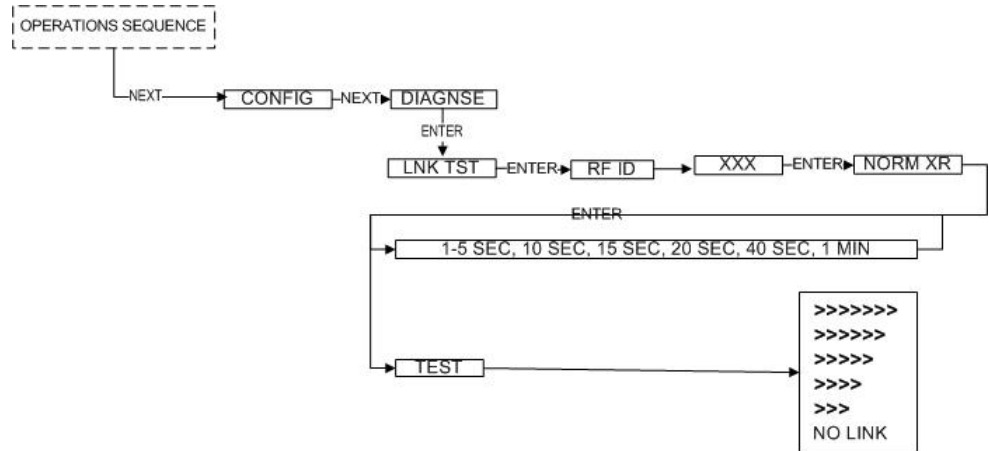 OPERATIONS SEQUENCE
NEXT
CONFIG
NEXT
DIAGNSE
ENTER
LNK TST
ENTER
RF ID
XXX
ENTER
NORM XR
ENTER
1-5 SEC, 10 SEC, 15 SEC, 20 SEC, 40 SEC, 1 MIN
TEST
>>>>>>>
>>>>>>
>>>>>
>>>>
>>>
NO LINK